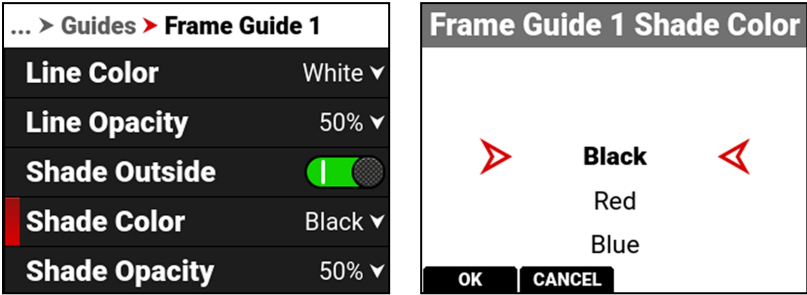 ... > Guides > Frame Guide 1
Line Color White
Line Opacity 50%
Shade Outside
Shade Color Black
Shade Opacity 50%
Frame Guide 1 Shade Color
Black
Red
Blue
OK CANCEL